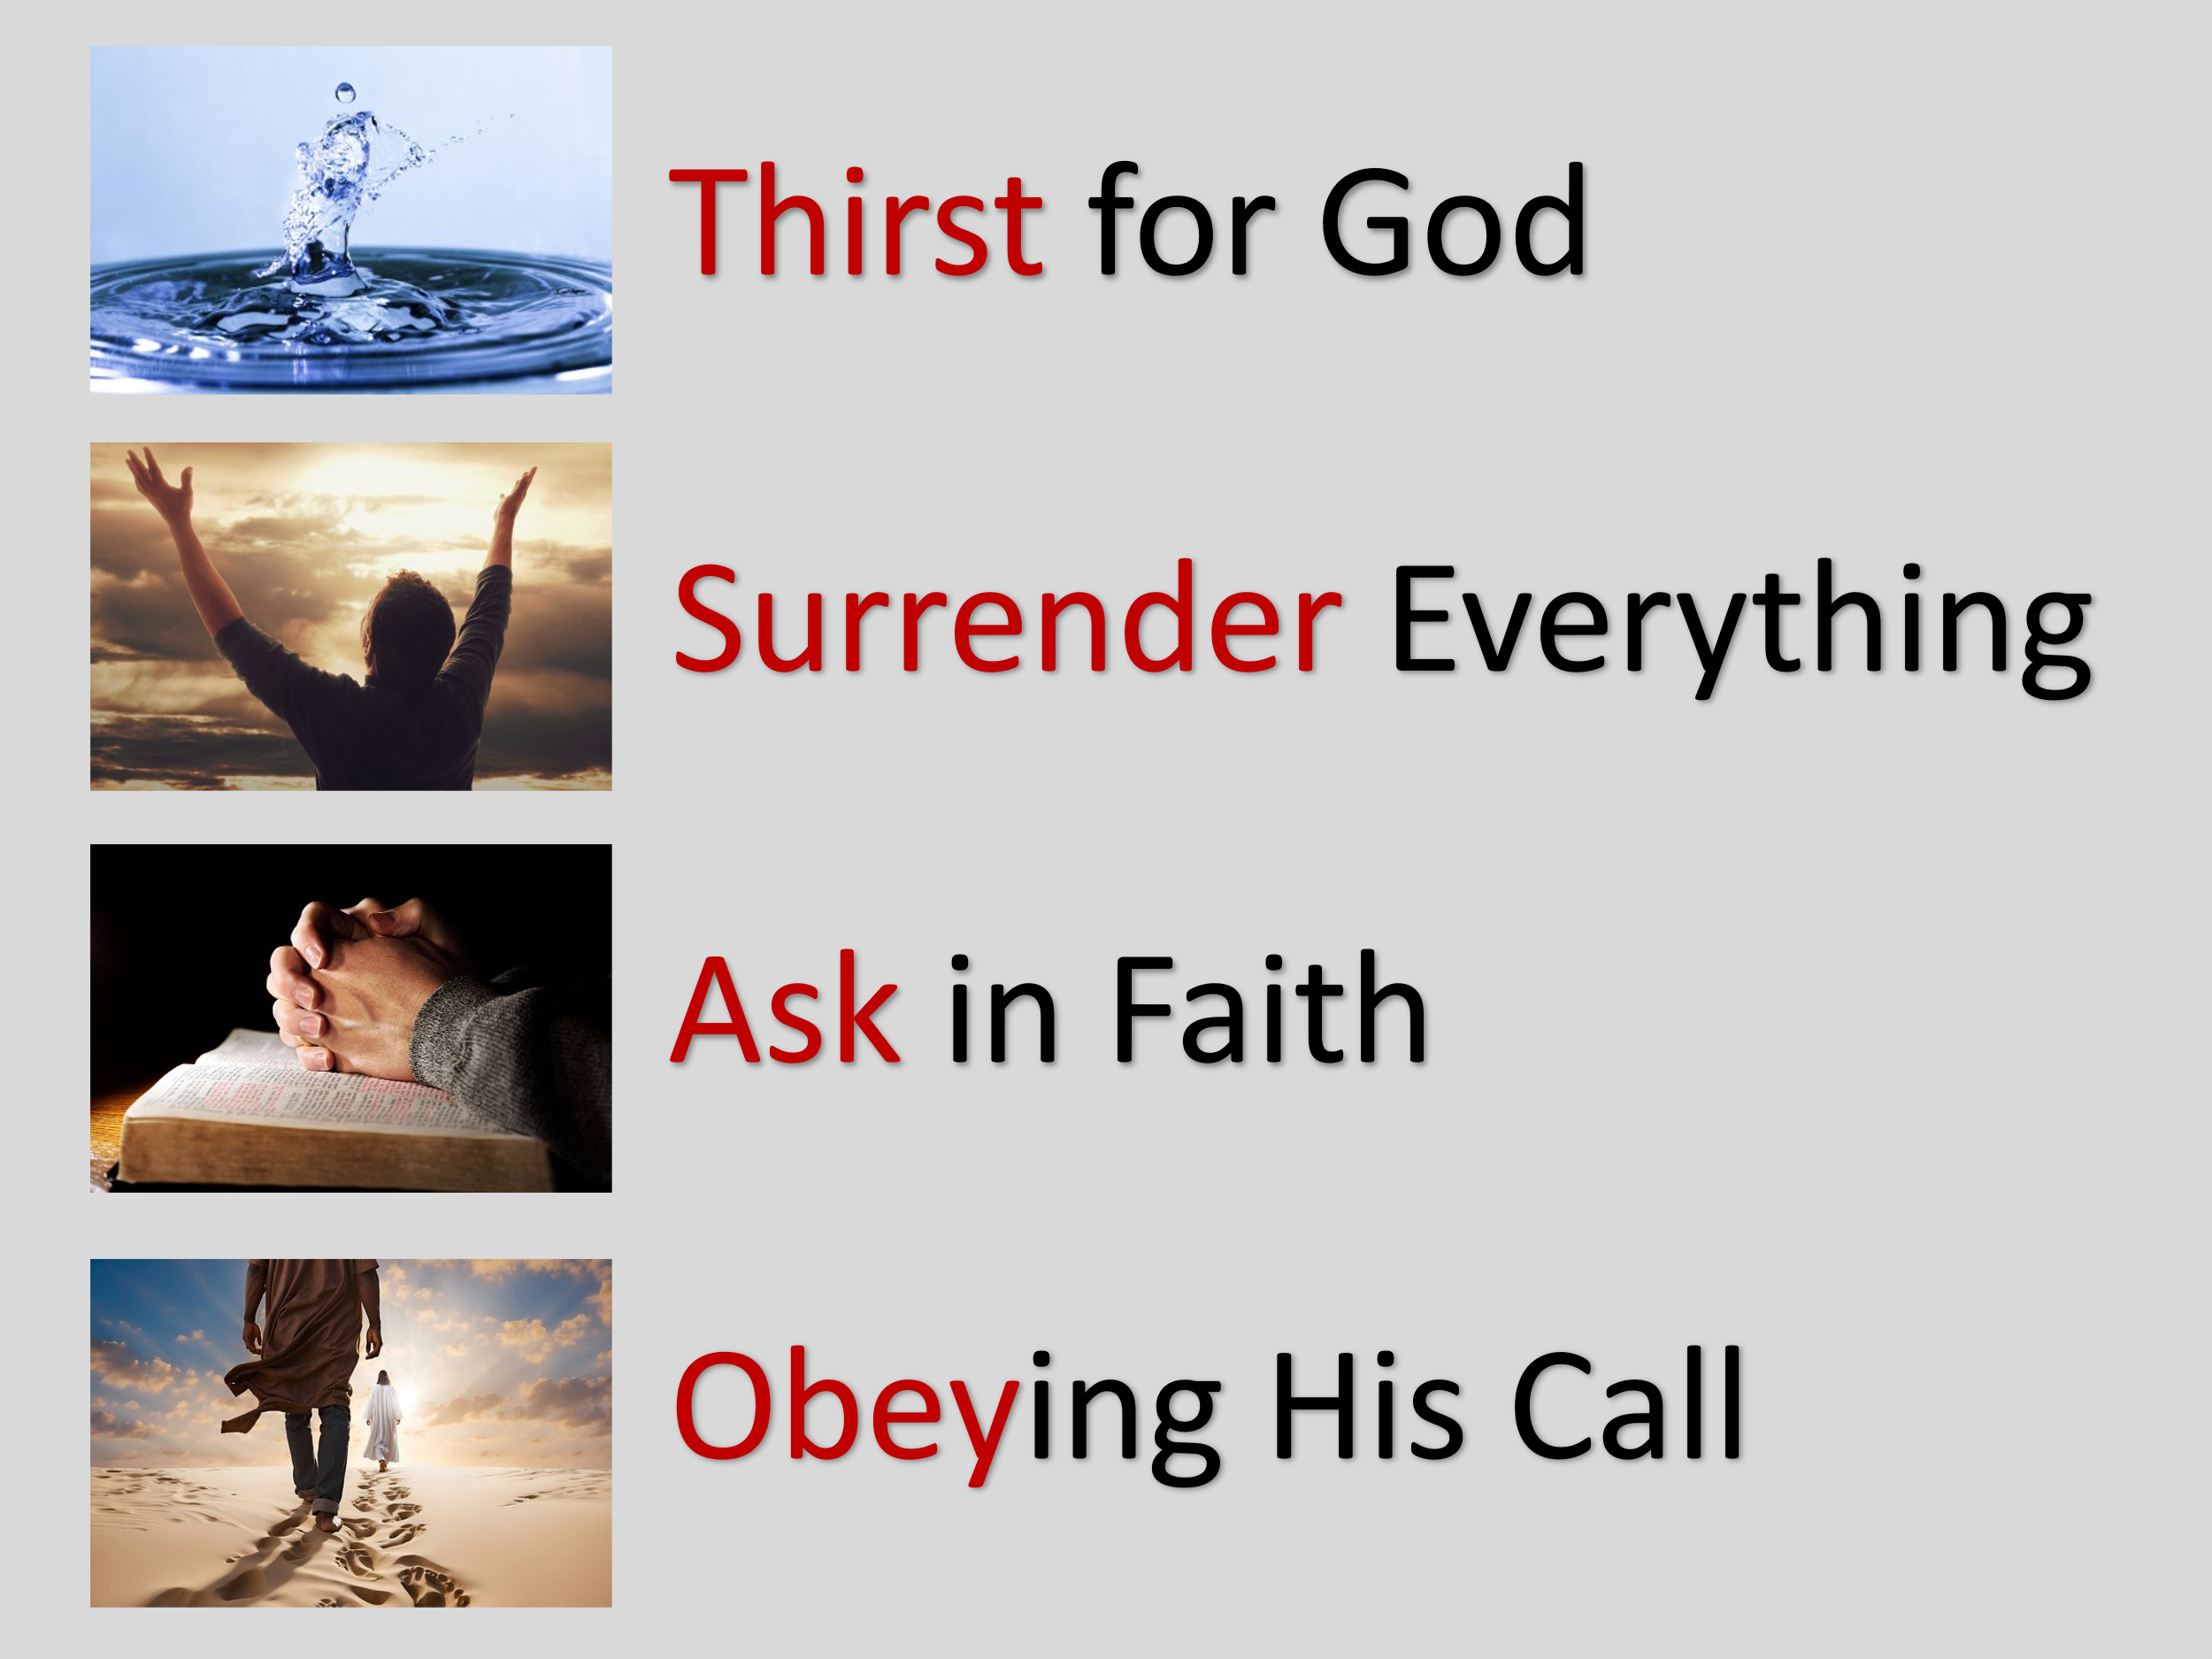 Thirst for God
Surrender Everything
Ask in Faith
Obeying His Call